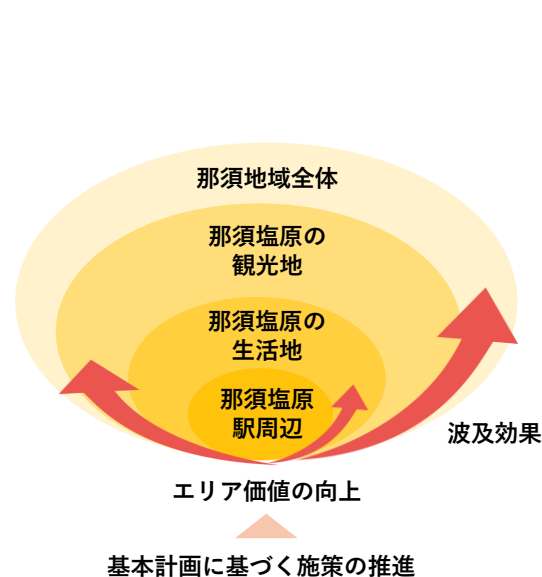 那須地域全体
那須塩原の
観光地
那須塩原の
生活地
那須塩原
駅周辺
波及効果
エリア価値の向上
基本計画に基づく施策の推進